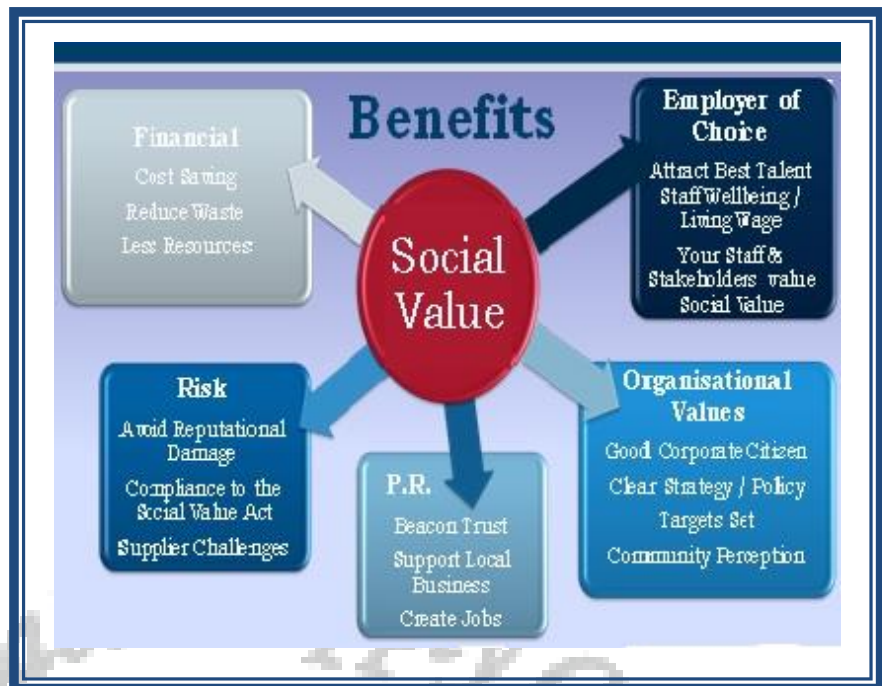 Benefits
Financial
Cost Saving
Reduce Waste
Less Resources
Employer of
Choice
Attract Best Talent
Staff Wellbeing /
Living Wage
Your Staff &
Stakeholders value
Social Value
Social
Value
Risk
Avoid Reputational
Damage
Compliance to the
Social Value Act
Supplier Challenges
P.R.
Beacon Trust
Support Local
Business
Create Jobs
Organisational
Values
Good Corporate Citizen
Clear Strategy / Policy
Targets Set
Community Perception